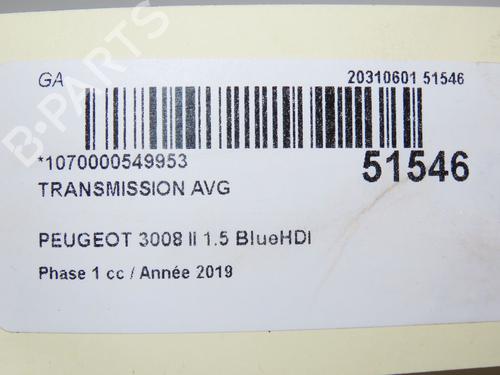 GA
20310601 51546
*1070000549953
51546
TRANSMISSION AVG
PEUGEOT 3008 II 1.5 BlueHDI
Phase 1 cc / Année 2019
B-PARTS